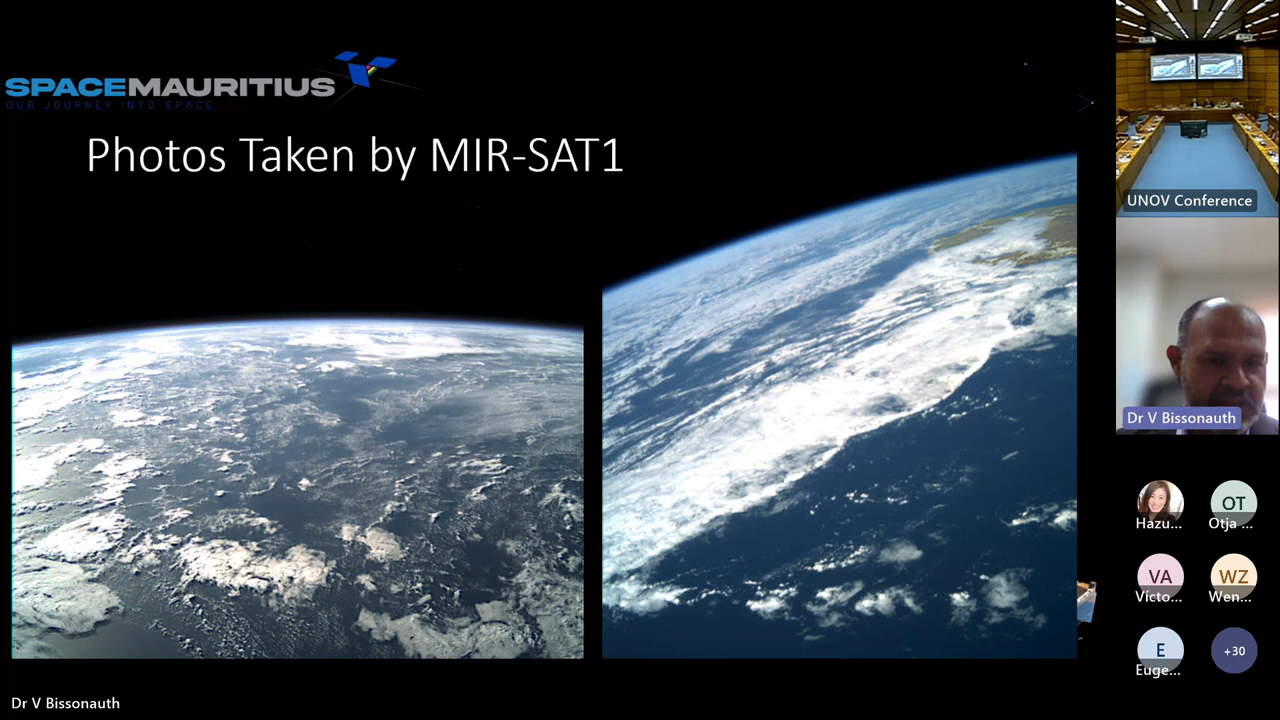 SPACEMAURITIUS
OUR JOURNEY INTO SPACE
Photos Taken by MIR-SAT1
UNOV Conference
Dr V Bissonauth
Hazu...
OT
Otja ...
VA
Vícto...
WZ
Wen...
E
Euge...
+30
Dr V Bissonauth